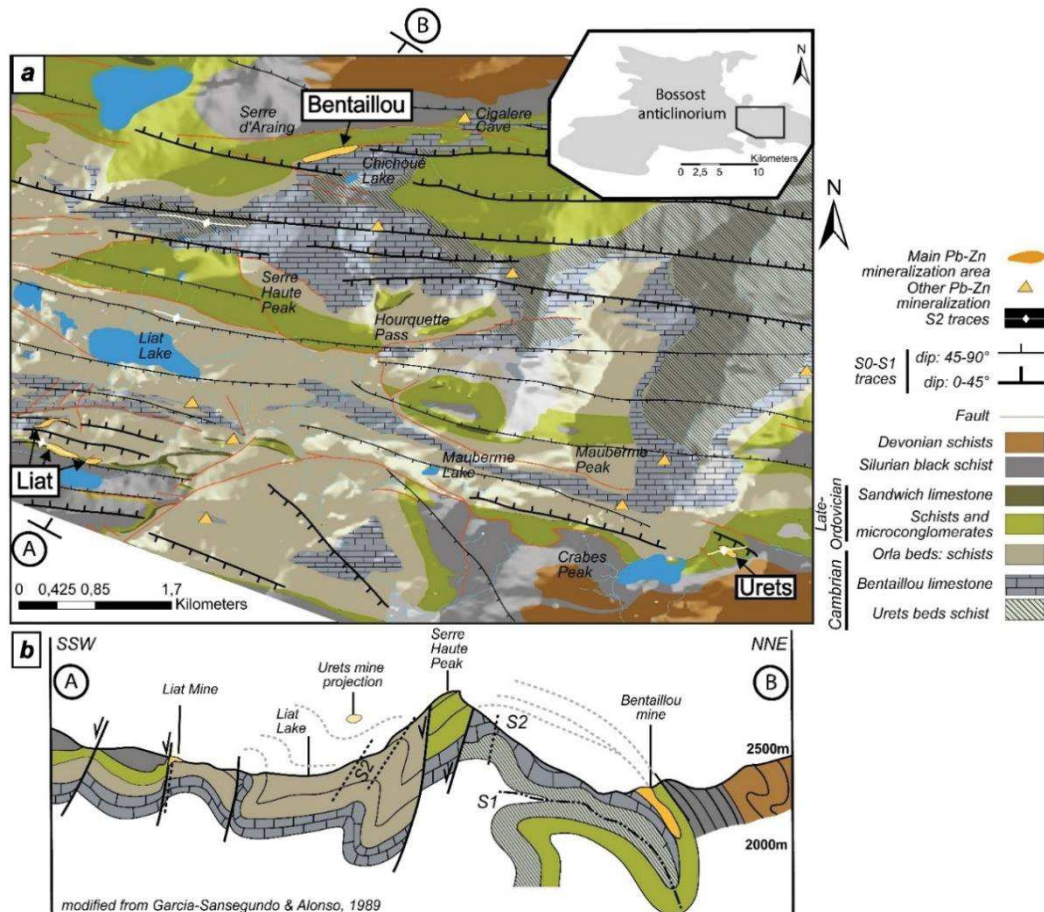 B
a
Bentaillou
Serre
d'Araing
Cigalere
Cave
Chichoué
Lake
Serre
Haute
Peak
Hourquette
Pass
Liat
Lake
Mauberme
Lake
Mauberme
Peak
Liat
A
Crabes
Peak
Urets
0 0,425 0,85 1,7
Kilometers
N
Bossost
anticlinorium
Kilometers
0 2,5 5 10
N
Main Pb-Zn
mineralization area
Other Pb-Zn
mineralization
S2 traces
S0-S1
traces
dip: 45-90°
dip: 0-45°
Fault
Devonian schists
Silurian black schist
Late-
Ordovician
Sandwich limestone
Schists and
microconglomerates
Cambrian
Orla beds: schists
Bentaillou limestone
Urets beds schist
b
SSW
A
Liat Mine
Urets mine
projection
Liat
Lake
Serre
Haute
Peak
S2
S2
S1
Bentaillou
mine
NNE
B
2500m
2000m
modified from Garcia-Sansegundo & Alonso, 1989